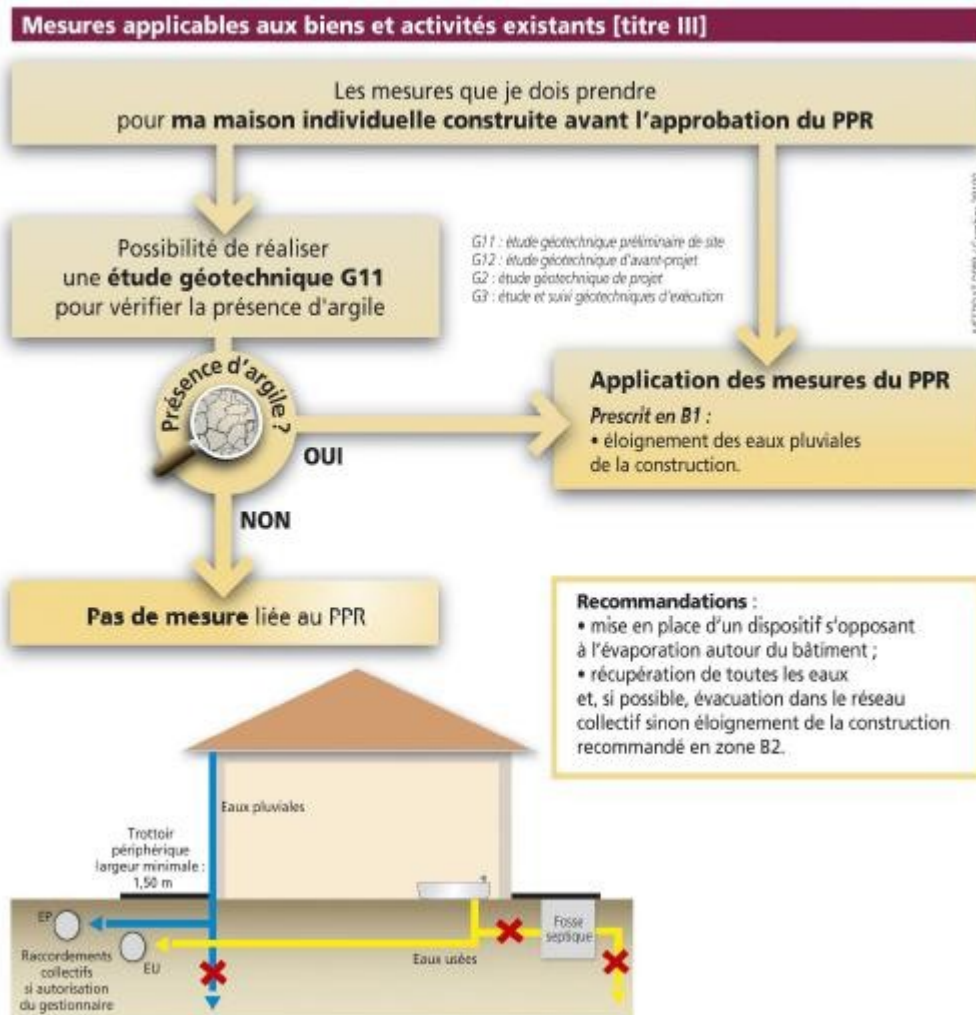 Mesures applicables aux biens et activités existants [titre III]
Les mesures que je dois prendre
pour ma maison individuelle construite avant l'approbation du PPR
Possibilité de réaliser
une étude géotechnique G11
pour vérifier la présence d'argile
G11 : étude géotechnique préliminaire de site
G12 : étude géotechnique d'avant-projet
G2 : étude géotechnique de projet
G3 : étude et suivi géotechniques d'exécution
Présence d'argile ?
OUI
NON
Application des mesures du PPR
Prescrit en B1 :
• éloignement des eaux pluviales
de la construction.
Pas de mesure liée au PPR
Recommandations :
• mise en place d'un dispositif s'opposant
à l'évaporation autour du bâtiment ;
• récupération de toutes les eaux
et, si possible, évacuation dans le réseau
collectif sinon éloignement de la construction
recommandé en zone B2.
Eaux pluviales
Trottoir
périphérique
largeur minimale :
1,50 m
EP
EU
Raccordements
collectifs
si autorisation
du gestionnaire
Eaux usées
Fosse
septique